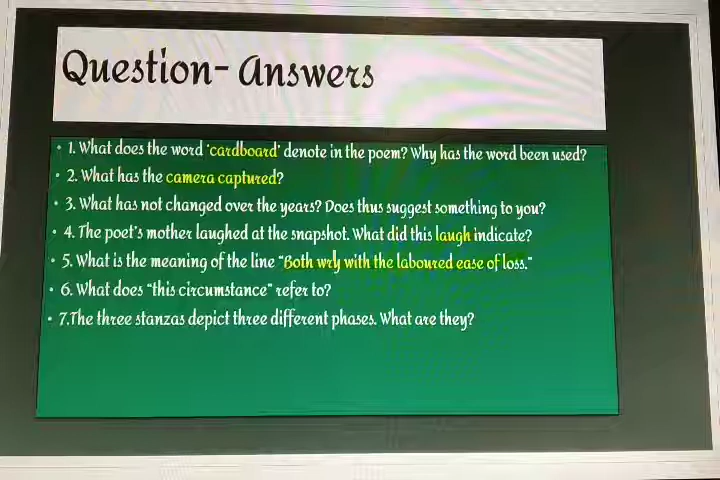 Question- Answers
• 1. What does the word 'cardboard' denote in the poem? Why has the word been used?
• 2. What has the camera captured?
• 3. What has not changed over the years? Does thus suggest something to you?
• 4. The poet's mother laughed at the snapshot. What did this laugh indicate?
• 5. What is the meaning of the line "Both wrly with the laboured ease of loss."
• 6. What does "this circumstance" refer to?
• 7.The three stanzas depict three different phases. What are they?